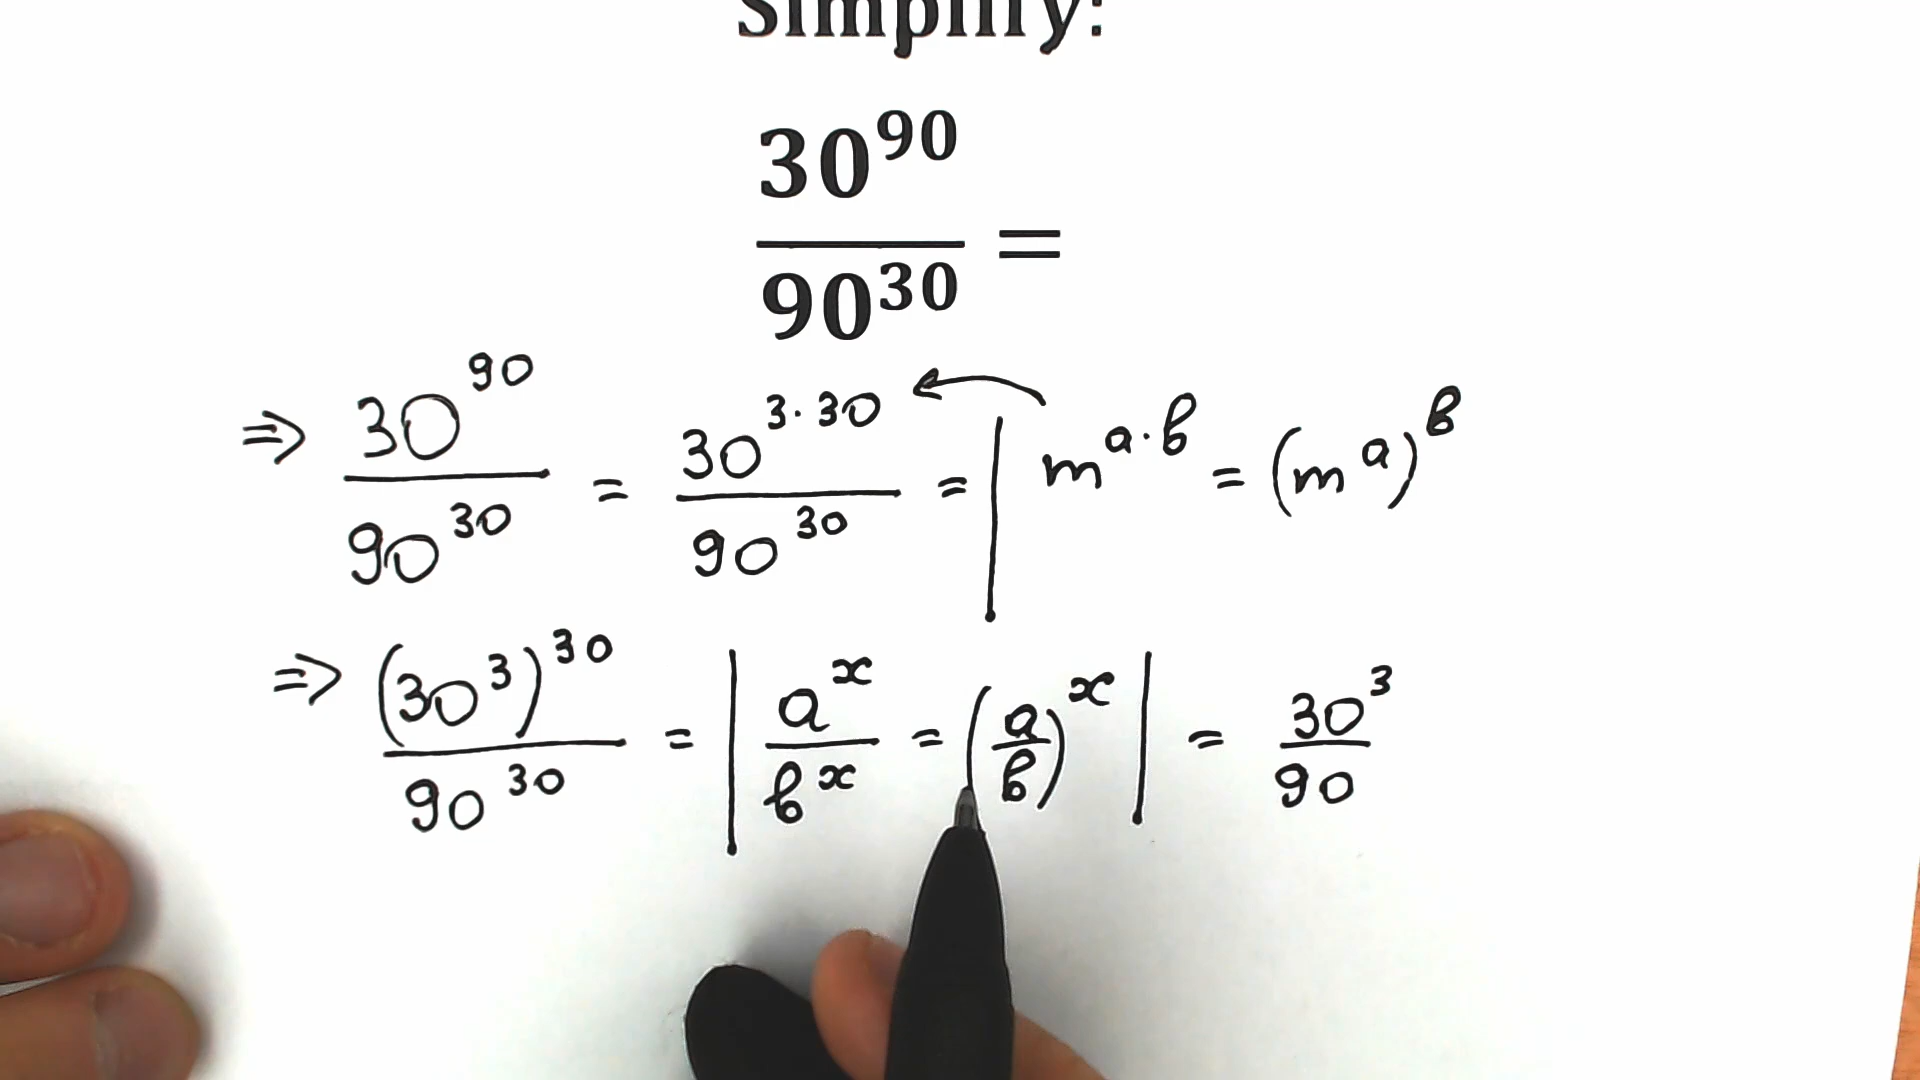 Simplify:
30^90
90^30 =
=> 30^90 / 90^30 = 30^(3·30) / 90^30 = | m^(a·b) = (m^a)^b
=> (30^3)^30 / 90^30 = | a^x / b^x = (a/b)^x | = 30^3 / 90